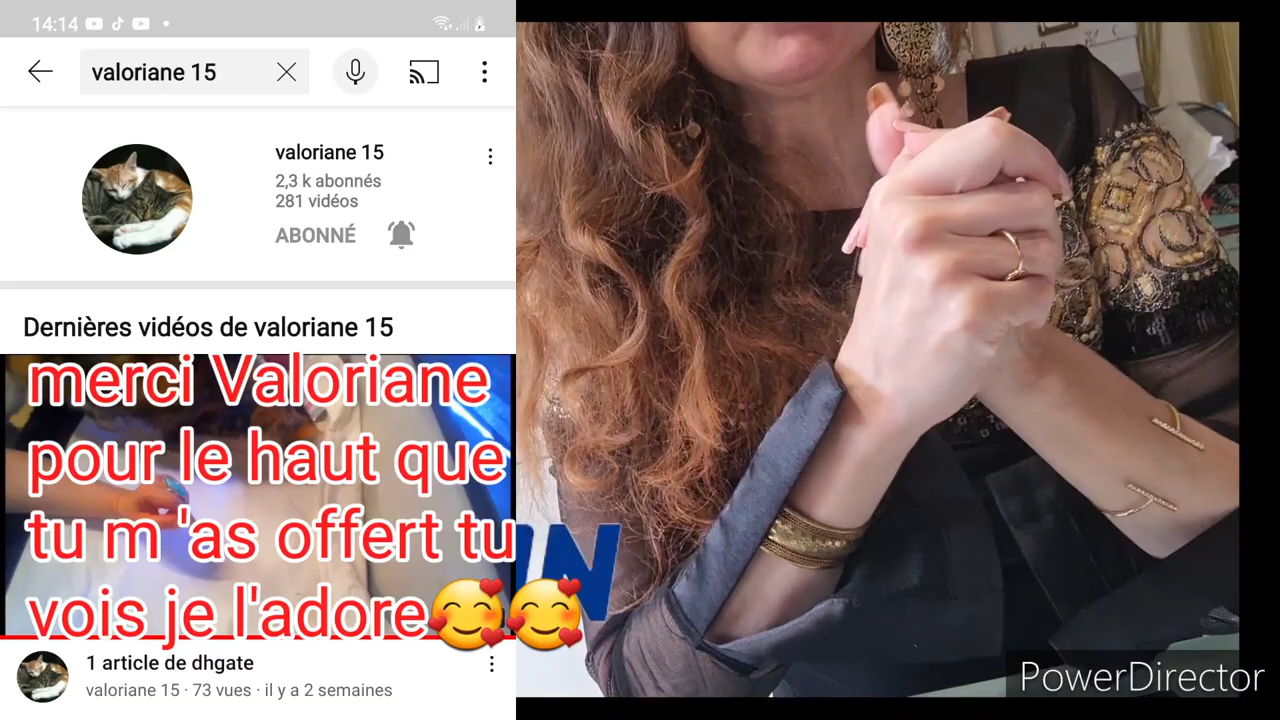 14:14
valoriane 15
valoriane 15
2,3 k abonnés
281 vidéos
ABONNÉ
Dernières vidéos de valoriane 15
merci Valoriane
pour le haut que
tu m 'as offert tu
vois je l'adore🥰🥰
IN
1 article de dhgate
valoriane 15 · 73 vues · il y a 2 semaines
PowerDirector